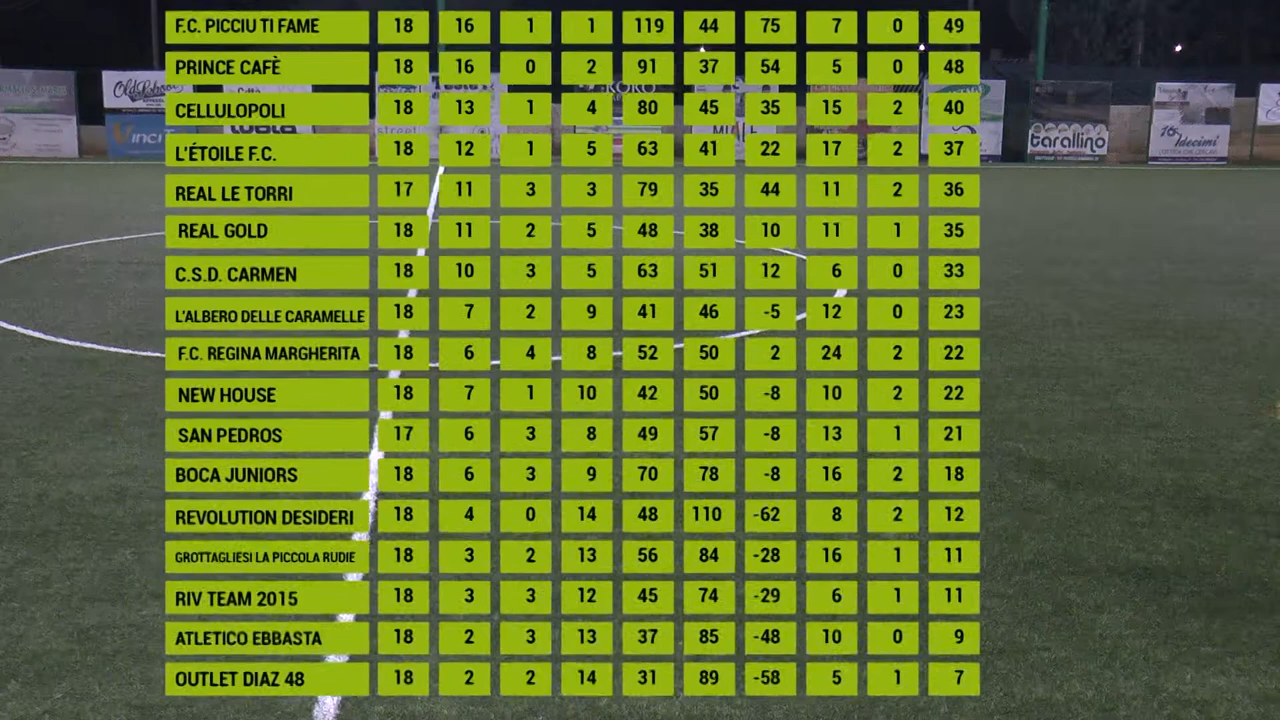 F.C. PICCIU TI FAME 18 16 1 1 119 44 75 7 0 49
PRINCE CAFÈ 18 16 0 2 91 37 54 5 0 48
CELLULOPOLI 18 13 1 4 80 45 35 15 2 40
L'ÉTOILE F.C. 18 12 1 5 63 41 22 17 2 37
REAL LE TORRI 17 11 3 3 79 35 44 11 2 36
REAL GOLD 18 11 2 5 48 38 10 11 1 35
C.S.D. CARMEN 18 10 3 5 63 51 12 6 0 33
L'ALBERO DELLE CARAMELLE 18 7 2 9 41 46 -5 12 0 23
F.C. REGINA MARGHERITA 18 6 4 8 52 50 2 24 2 22
NEW HOUSE 18 7 1 10 42 50 -8 10 2 22
SAN PEDROS 17 6 3 8 49 57 -8 13 1 21
BOCA JUNIORS 18 6 3 9 70 78 -8 16 2 18
REVOLUTION DESIDERI 18 4 0 14 48 110 -62 8 2 12
GROTTAGLIESI LA PICCOLA RUDIE 18 3 2 13 56 84 -28 16 1 11
RIV TEAM 2015 18 3 3 12 45 74 -29 6 1 11
ATLETICO EBBASTA 18 2 3 13 37 85 -48 10 0 9
OUTLET DIAZ 48 18 2 2 14 31 89 -58 5 1 7
Old School
VINCIT
KOKO
street
tarallino
16
Idecimi